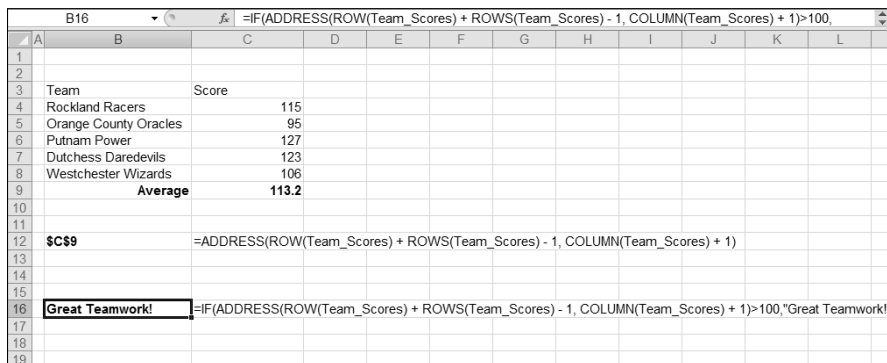 B16 fx =IF(ADDRESS(ROW(Team_Scores) + ROWS(Team_Scores) - 1, COLUMN(Team_Scores) + 1)>100,
A B C D E F G H I J K L
1
2
3 Team Score
4 Rockland Racers 115
5 Orange County Oracles 95
6 Putnam Power 127
7 Dutchess Daredevils 123
8 Westchester Wizards 106
9 Average 113.2
10
11
12 $C$9 =ADDRESS(ROW(Team_Scores) + ROWS(Team_Scores) - 1, COLUMN(Team_Scores) + 1)
13
14
15
16 Great Teamwork! =IF(ADDRESS(ROW(Team_Scores) + ROWS(Team_Scores) - 1, COLUMN(Team_Scores) + 1)>100,"Great Teamwork!
17
18
19